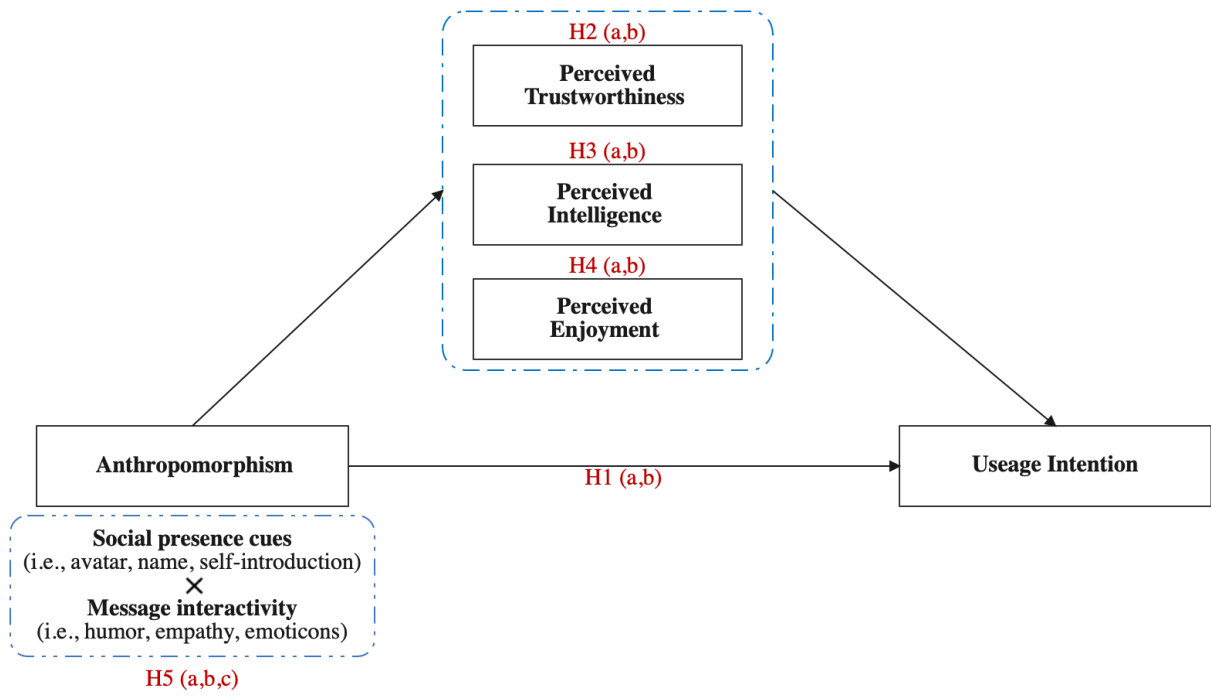 H2 (a,b)
Perceived
Trustworthiness
H3 (a,b)
Perceived
Intelligence
H4 (a,b)
Perceived
Enjoyment
Anthropomorphism
H1 (a,b)
Useage Intention
Social presence cues
(i.e., avatar, name, self-introduction)
×
Message interactivity
(i.e., humor, empathy, emoticons)
H5 (a,b,c)